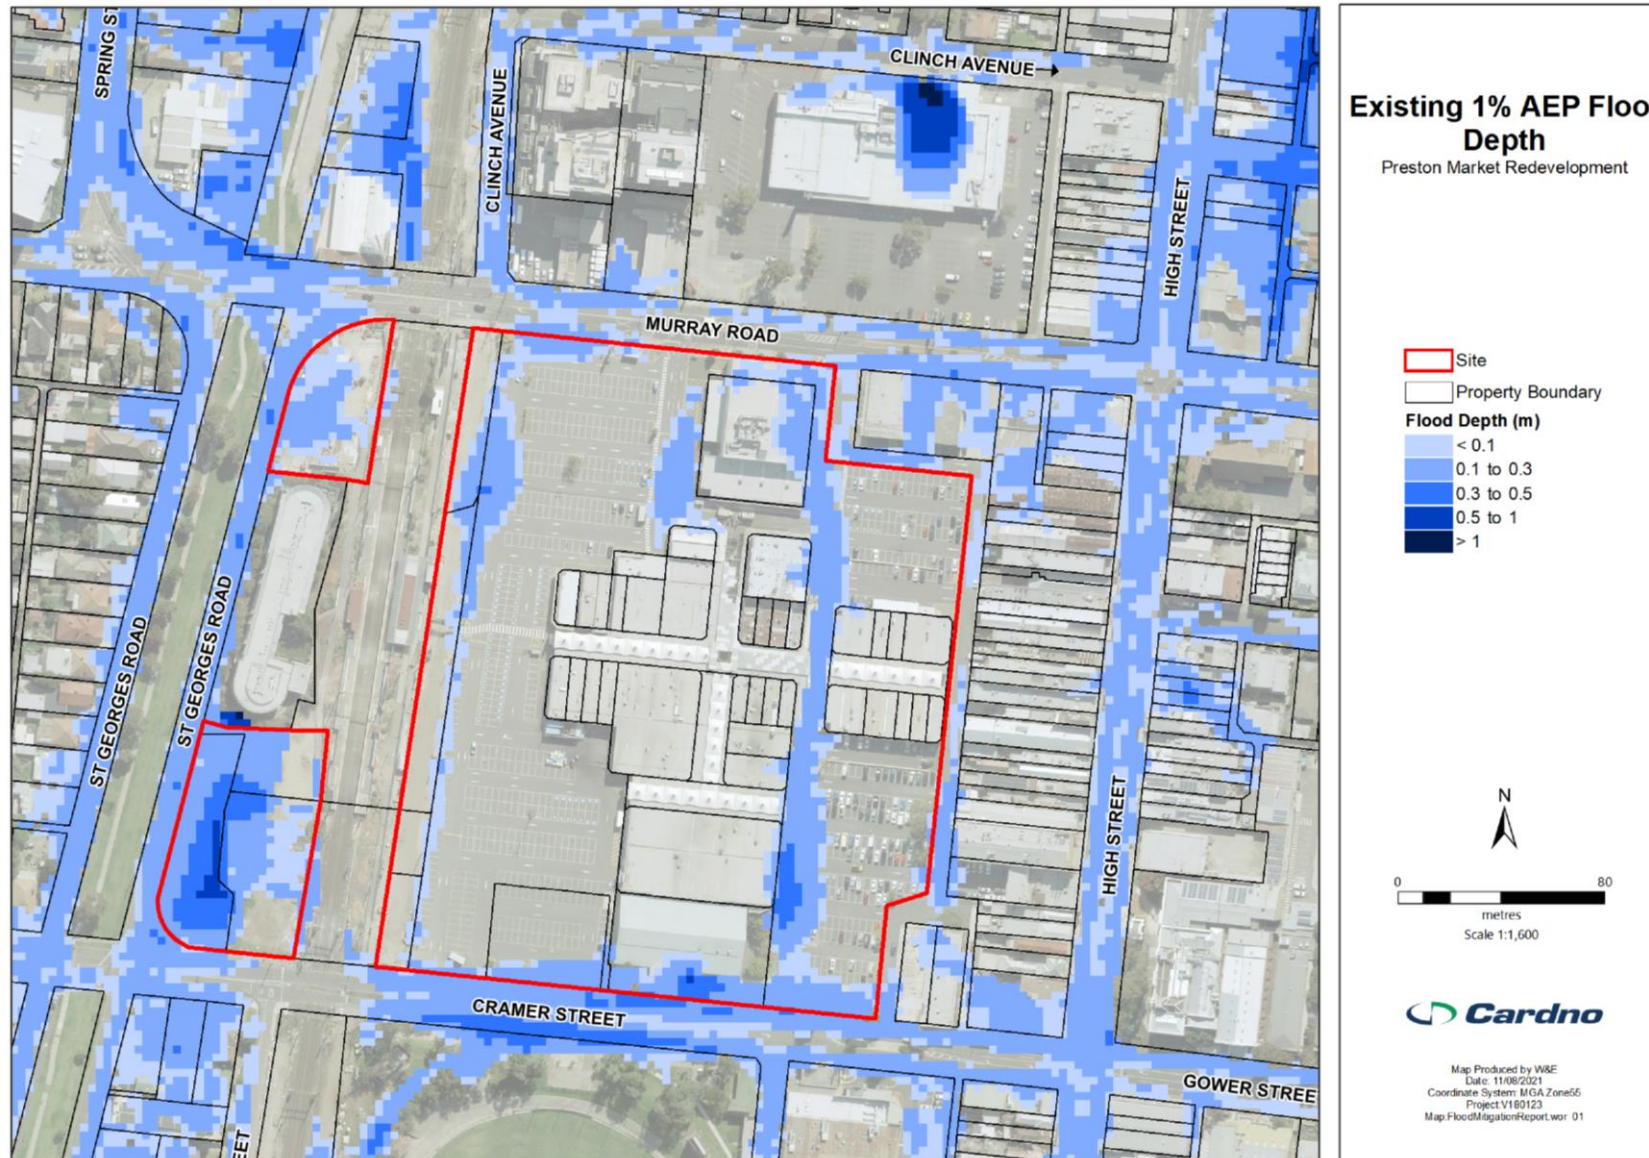 SPRING ST
CLINCH AVENUE
CLINCH AVENUE
HIGH STREET
MURRAY ROAD
ST GEORGES ROAD
ST GEORGES ROAD
HIGH STREET
CRAMER STREET
GOWER STREE
EET
Existing 1% AEP Floo
Depth
Preston Market Redevelopment
Site
Property Boundary
Flood Depth (m)
< 0.1
0.1 to 0.3
0.3 to 0.5
0.5 to 1
> 1
N
0 80
metres
Scale 1:1,600
Cardno
Map Produced by W&E
Date: 11/08/2021
Coordinate System: MGA Zone55
Project:V180123
Map:FloodMitigationReport.wor 01